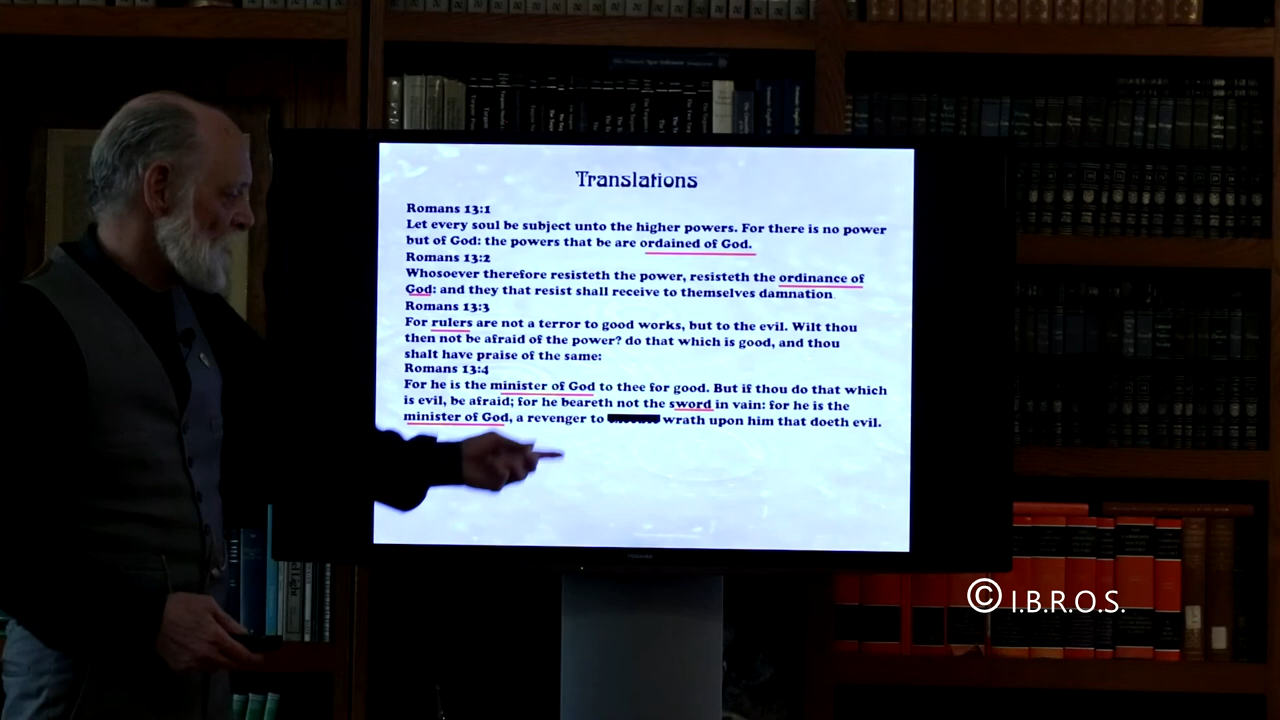 Translations
Romans 13:1
Let every soul be subject unto the higher powers. For there is no power
but of God: the powers that be are ordained of God.
Romans 13:2
Whosoever therefore resisteth the power, resisteth the ordinance of
God: and they that resist shall receive to themselves damnation
Romans 13:3
For rulers are not a terror to good works, but to the evil. Wilt thou
then not be afraid of the power? do that which is good, and thou
shalt have praise of the same:
Romans 13:4
For he is the minister of God to thee for good. But if thou do that which
is evil, be afraid; for he beareth not the sword in vain: for he is the
minister of God, a revenger to wrath upon him that doeth evil.
TOSHIBA
© I.B.R.O.S.